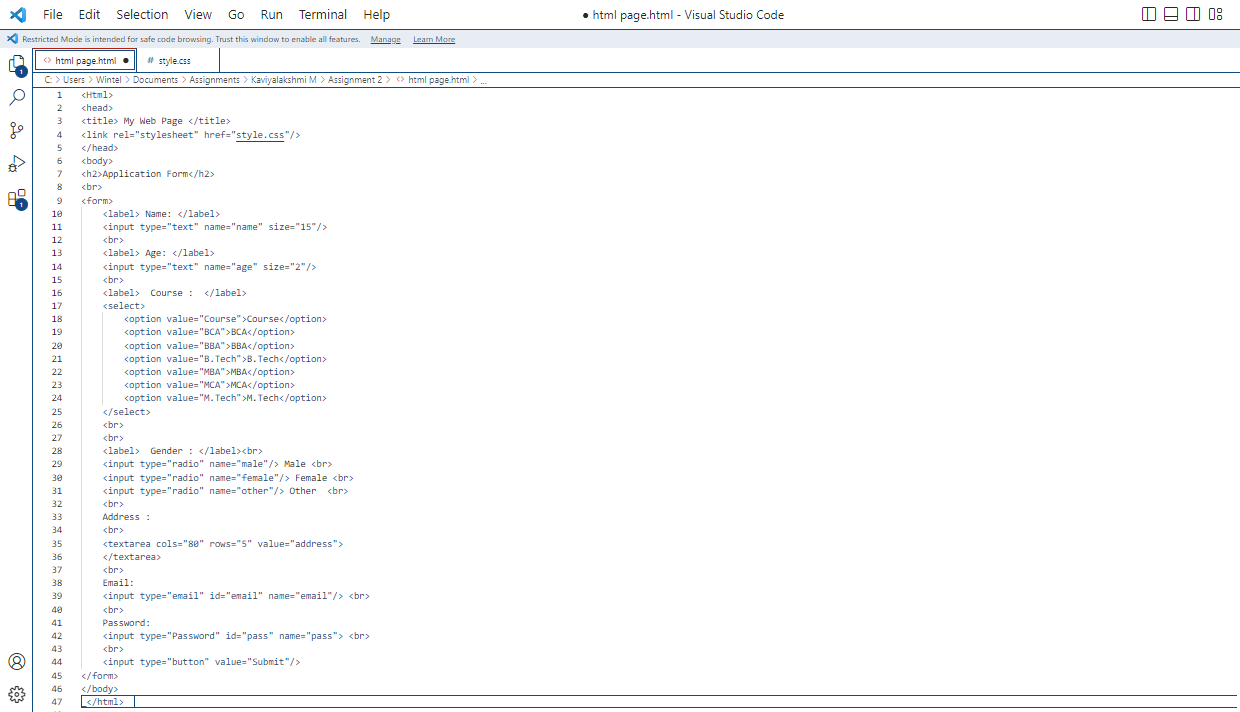 File Edit Selection View Go Run Terminal Help ● html page.html - Visual Studio Code
Restricted Mode is intended for safe code browsing. Trust this window to enable all features. Manage Learn More
<> html page.html ● # style.css
C: > Users > Wintel > Documents > Assignments > Kaviyalakshmi M > Assignment 2 > <> html page.html > ...
1 <Html>
2 <head>
3 <title> My Web Page </title>
4 <link rel="stylesheet" href="style.css"/>
5 </head>
6 <body>
7 <h2>Application Form</h2>
8 <br>
9 <form>
10 <label> Name: </label>
11 <input type="text" name="name" size="15"/>
12 <br>
13 <label> Age: </label>
14 <input type="text" name="age" size="2"/>
15 <br>
16 <label>  Course :  </label>
17 <select>
18 <option value="Course">Course</option>
19 <option value="BCA">BCA</option>
20 <option value="BBA">BBA</option>
21 <option value="B.Tech">B.Tech</option>
22 <option value="MBA">MBA</option>
23 <option value="MCA">MCA</option>
24 <option value="M.Tech">M.Tech</option>
25 </select>
26 <br>
27 <br>
28 <label>  Gender : </label><br>
29 <input type="radio" name="male"/> Male <br>
30 <input type="radio" name="female"/> Female <br>
31 <input type="radio" name="other"/> Other  <br>
32 <br>
33 Address :
34 <br>
35 <textarea cols="80" rows="5" value="address">
36 </textarea>
37 <br>
38 Email:
39 <input type="email" id="email" name="email"/> <br>
40 <br>
41 Password:
42 <input type="Password" id="pass" name="pass"> <br>
43 <br>
44 <input type="button" value="Submit"/>
45 </form>
46 </body>
47 </html>
1
1